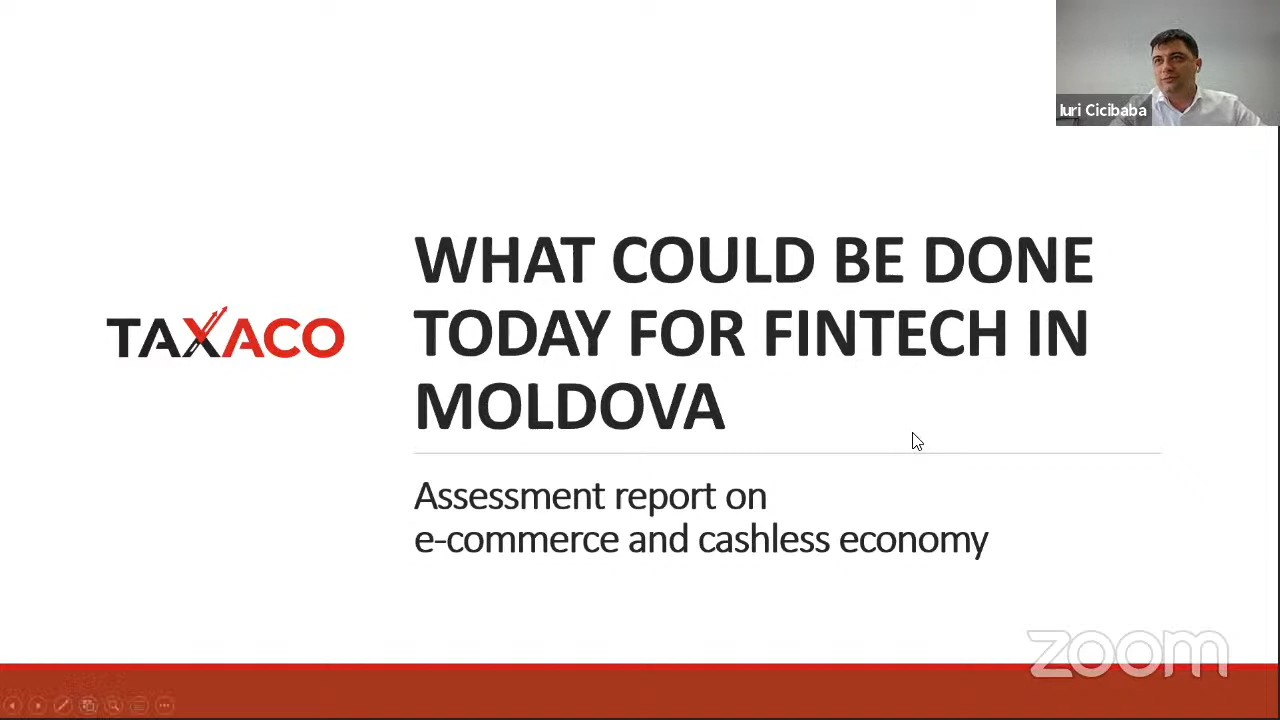 Iuri Cicibaba
WHAT COULD BE DONE
TODAY FOR FINTECH IN
MOLDOVA
TAXACO
Assessment report on
e-commerce and cashless economy
zoom